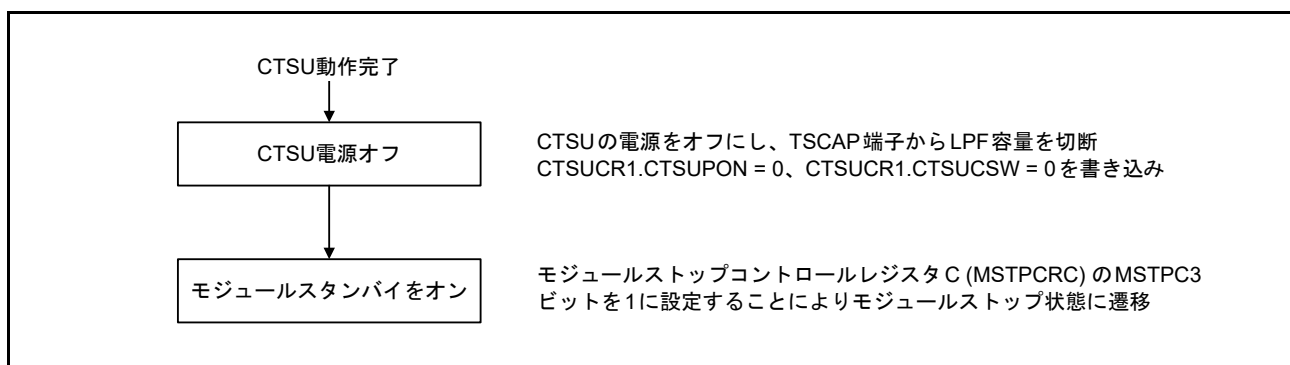 CTSU動作完了
CTSU電源オフ
CTSUの電源をオフにし、TSCAP端子からLPF容量を切断
CTSUCR1.CTSUPON = 0、CTSUCR1.CTSUCSW = 0を書き込み
モジュールスタンバイをオン
モジュールストップコントロールレジスタC (MSTPCRC) のMSTPC3
ビットを1に設定することによりモジュールストップ状態に遷移